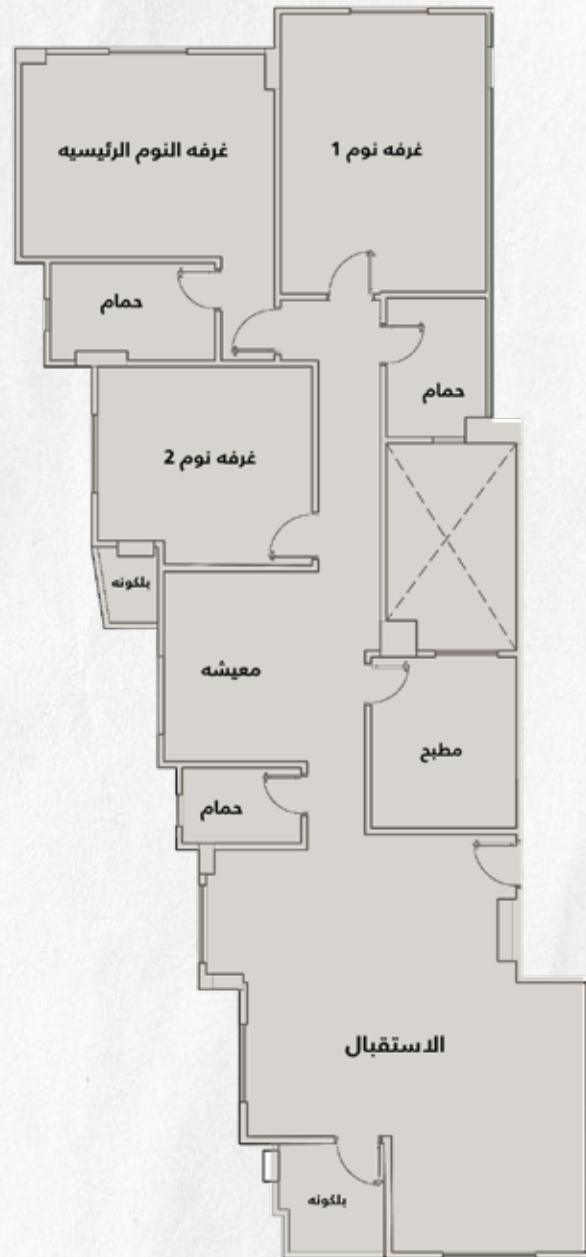 غرفه نوم 1
غرفه النوم الرئيسيه
حمام
حمام
غرفه نوم 2
بلكونه
معيشه
مطبخ
حمام
الاستقبال
بلكونه